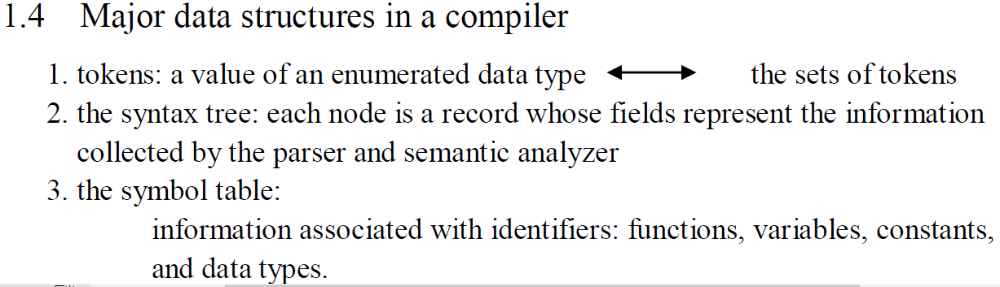 1.4 Major data structures in a compiler
1. tokens: a value of an enumerated data type ⟷ the sets of tokens
2. the syntax tree: each node is a record whose fields represent the information
collected by the parser and semantic analyzer
3. the symbol table:
information associated with identifiers: functions, variables, constants,
and data types.